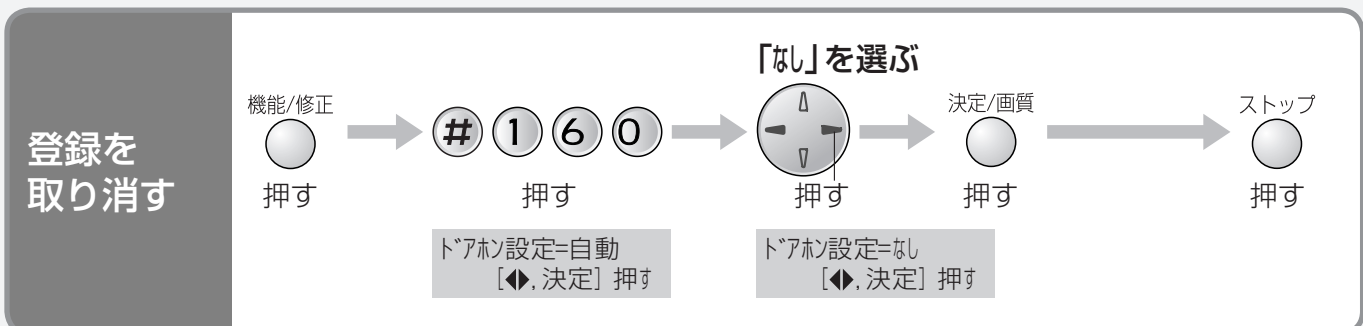 登録を
取り消す
機能/修正
押す
#160
押す
「なし」を選ぶ
押す
決定/画質
押す
ストップ
押す
ドアホン設定=自動
[◆,決定] 押す
ドアホン設定=なし
[◆,決定] 押す